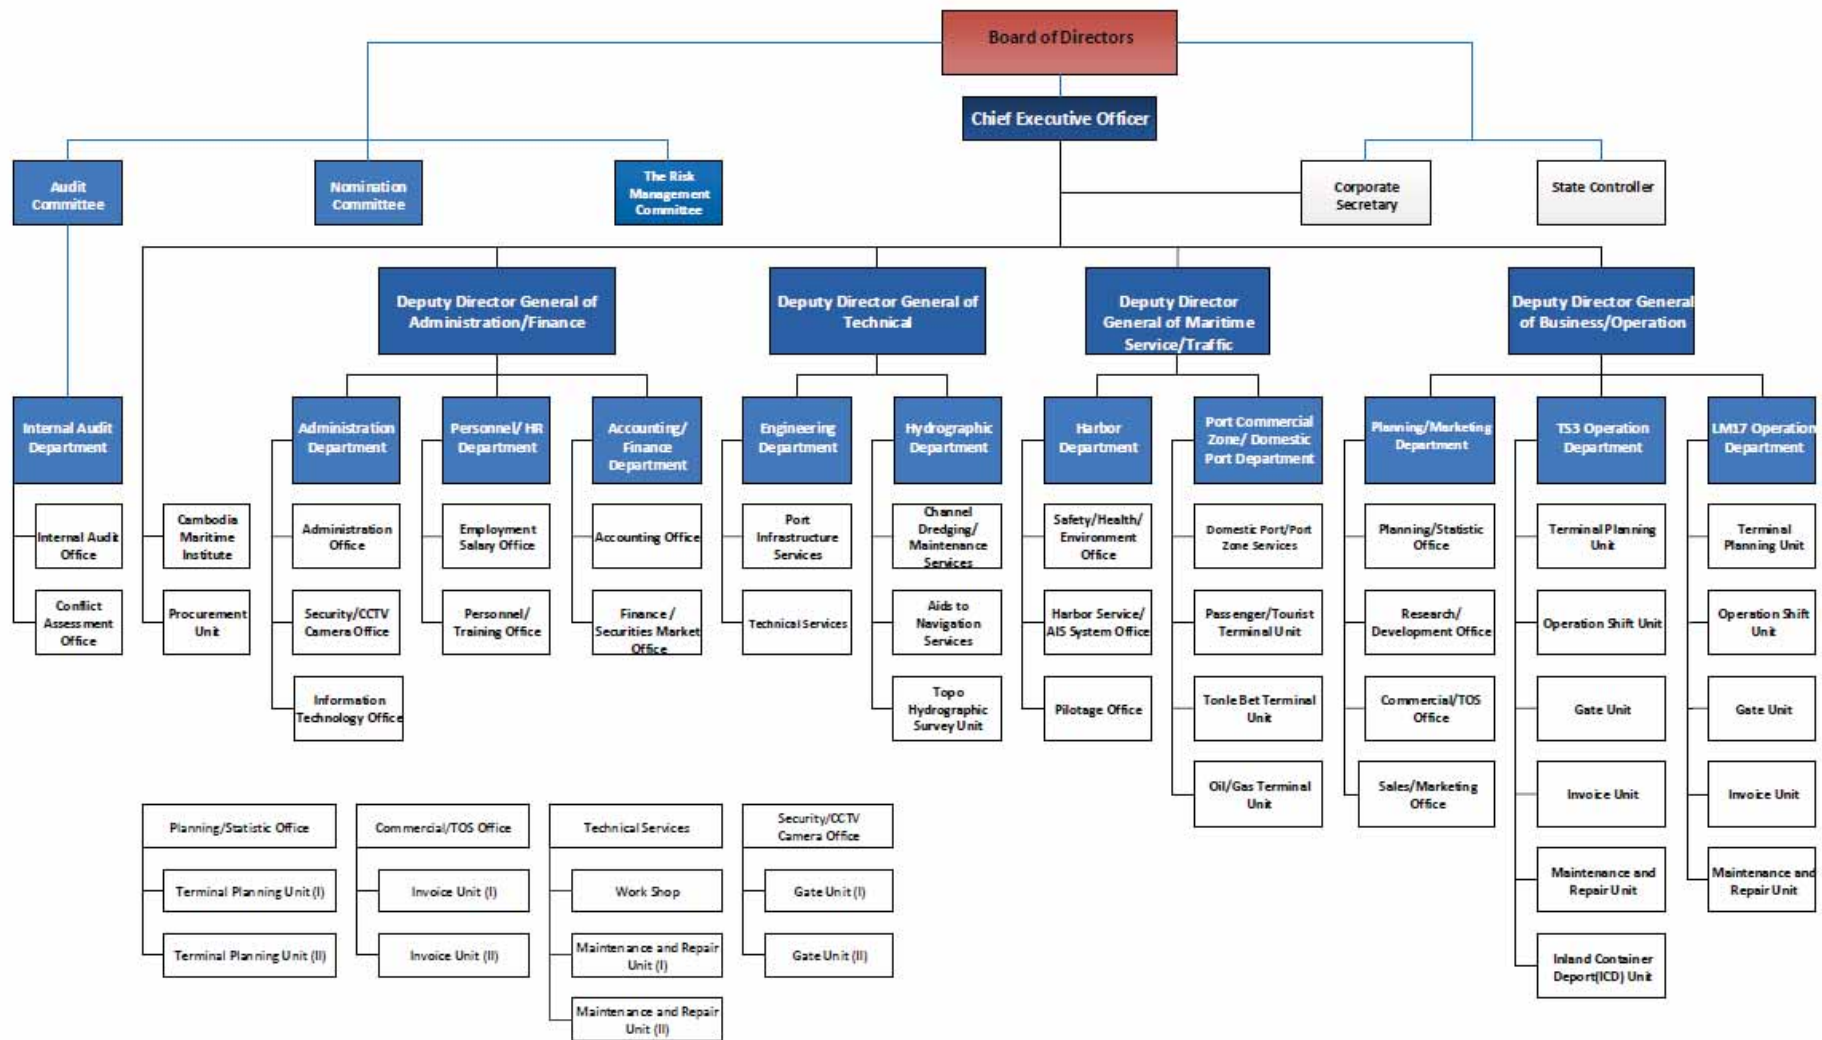 Board of Directors
Chief Executive Officer
Audit
Committee
Nomination
Committee
The Risk
Management
Committee
Corporate
Secretary
State Controller
Deputy Director General of
Administration/Finance
Deputy Director General of
Technical
Deputy Director
General of Maritime
Service/Traffic
Deputy Director General
of Business/Operation
Internal Audit
Department
Administration
Department
Personnel/ HR
Department
Accounting/
Finance
Department
Engineering
Department
Hydrographic
Department
Harbor
Department
Port Commercial
Zone/ Domestic
Port Department
Planning/Marketing
Department
TS3 Operation
Department
LM17 Operation
Department
Internal Audit
Office
Cambodia
Maritime
Institute
Administration
Office
Employment
Salary Office
Accounting Office
Port
Infrastructure
Services
Channel
Dredging/
Maintenance
Services
Safety/Health/
Environment
Office
Domestic Port/Port
Zone Services
Planning/Statistic
Office
Terminal Planning
Unit
Terminal
Planning Unit
Conflict
Assessment
Office
Procurement
Unit
Security/CCTV
Camera Office
Personnel/
Training Office
Finance /
Securities Market
Office
Technical Services
Aids to
Navigation
Services
Harbor Service/
AIS System Office
Passenger/Tourist
Terminal Unit
Research/
Development Office
Operation Shift Unit
Operation Shift
Unit
Information
Technology Office
Topo
Hydrographic
Survey Unit
Pilotage Office
Tonle Bet Terminal
Unit
Commercial/TOS
Office
Gate Unit
Gate Unit
Oil/Gas Terminal
Unit
Sales/Marketing
Office
Invoice Unit
Invoice Unit
Maintenance and
Repair Unit
Maintenance and
Repair Unit
Inland Container
Deport(ICD) Unit
Planning/Statistic Office
Commercial/TOS Office
Technical Services
Security/CCTV
Camera Office
Terminal Planning Unit (I)
Invoice Unit (I)
Work Shop
Gate Unit (I)
Terminal Planning Unit (II)
Invoice Unit (II)
Maintenance and Repair
Unit (I)
Gate Unit (II)
Maintenance and Repair
Unit (II)